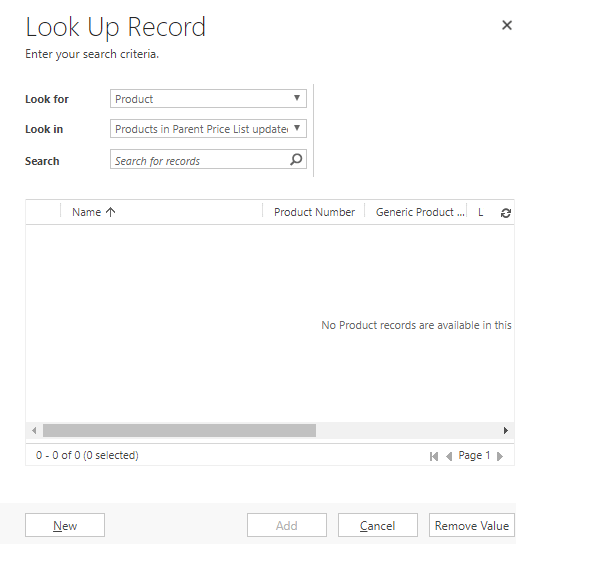 Look Up Record
Enter your search criteria.
Look for Product
Look in Products in Parent Price List update
Search Search for records
Name Product Number Generic Product ... L
No Product records are available in this
0 - 0 of 0 (0 selected) Page 1
New Add Cancel Remove Value